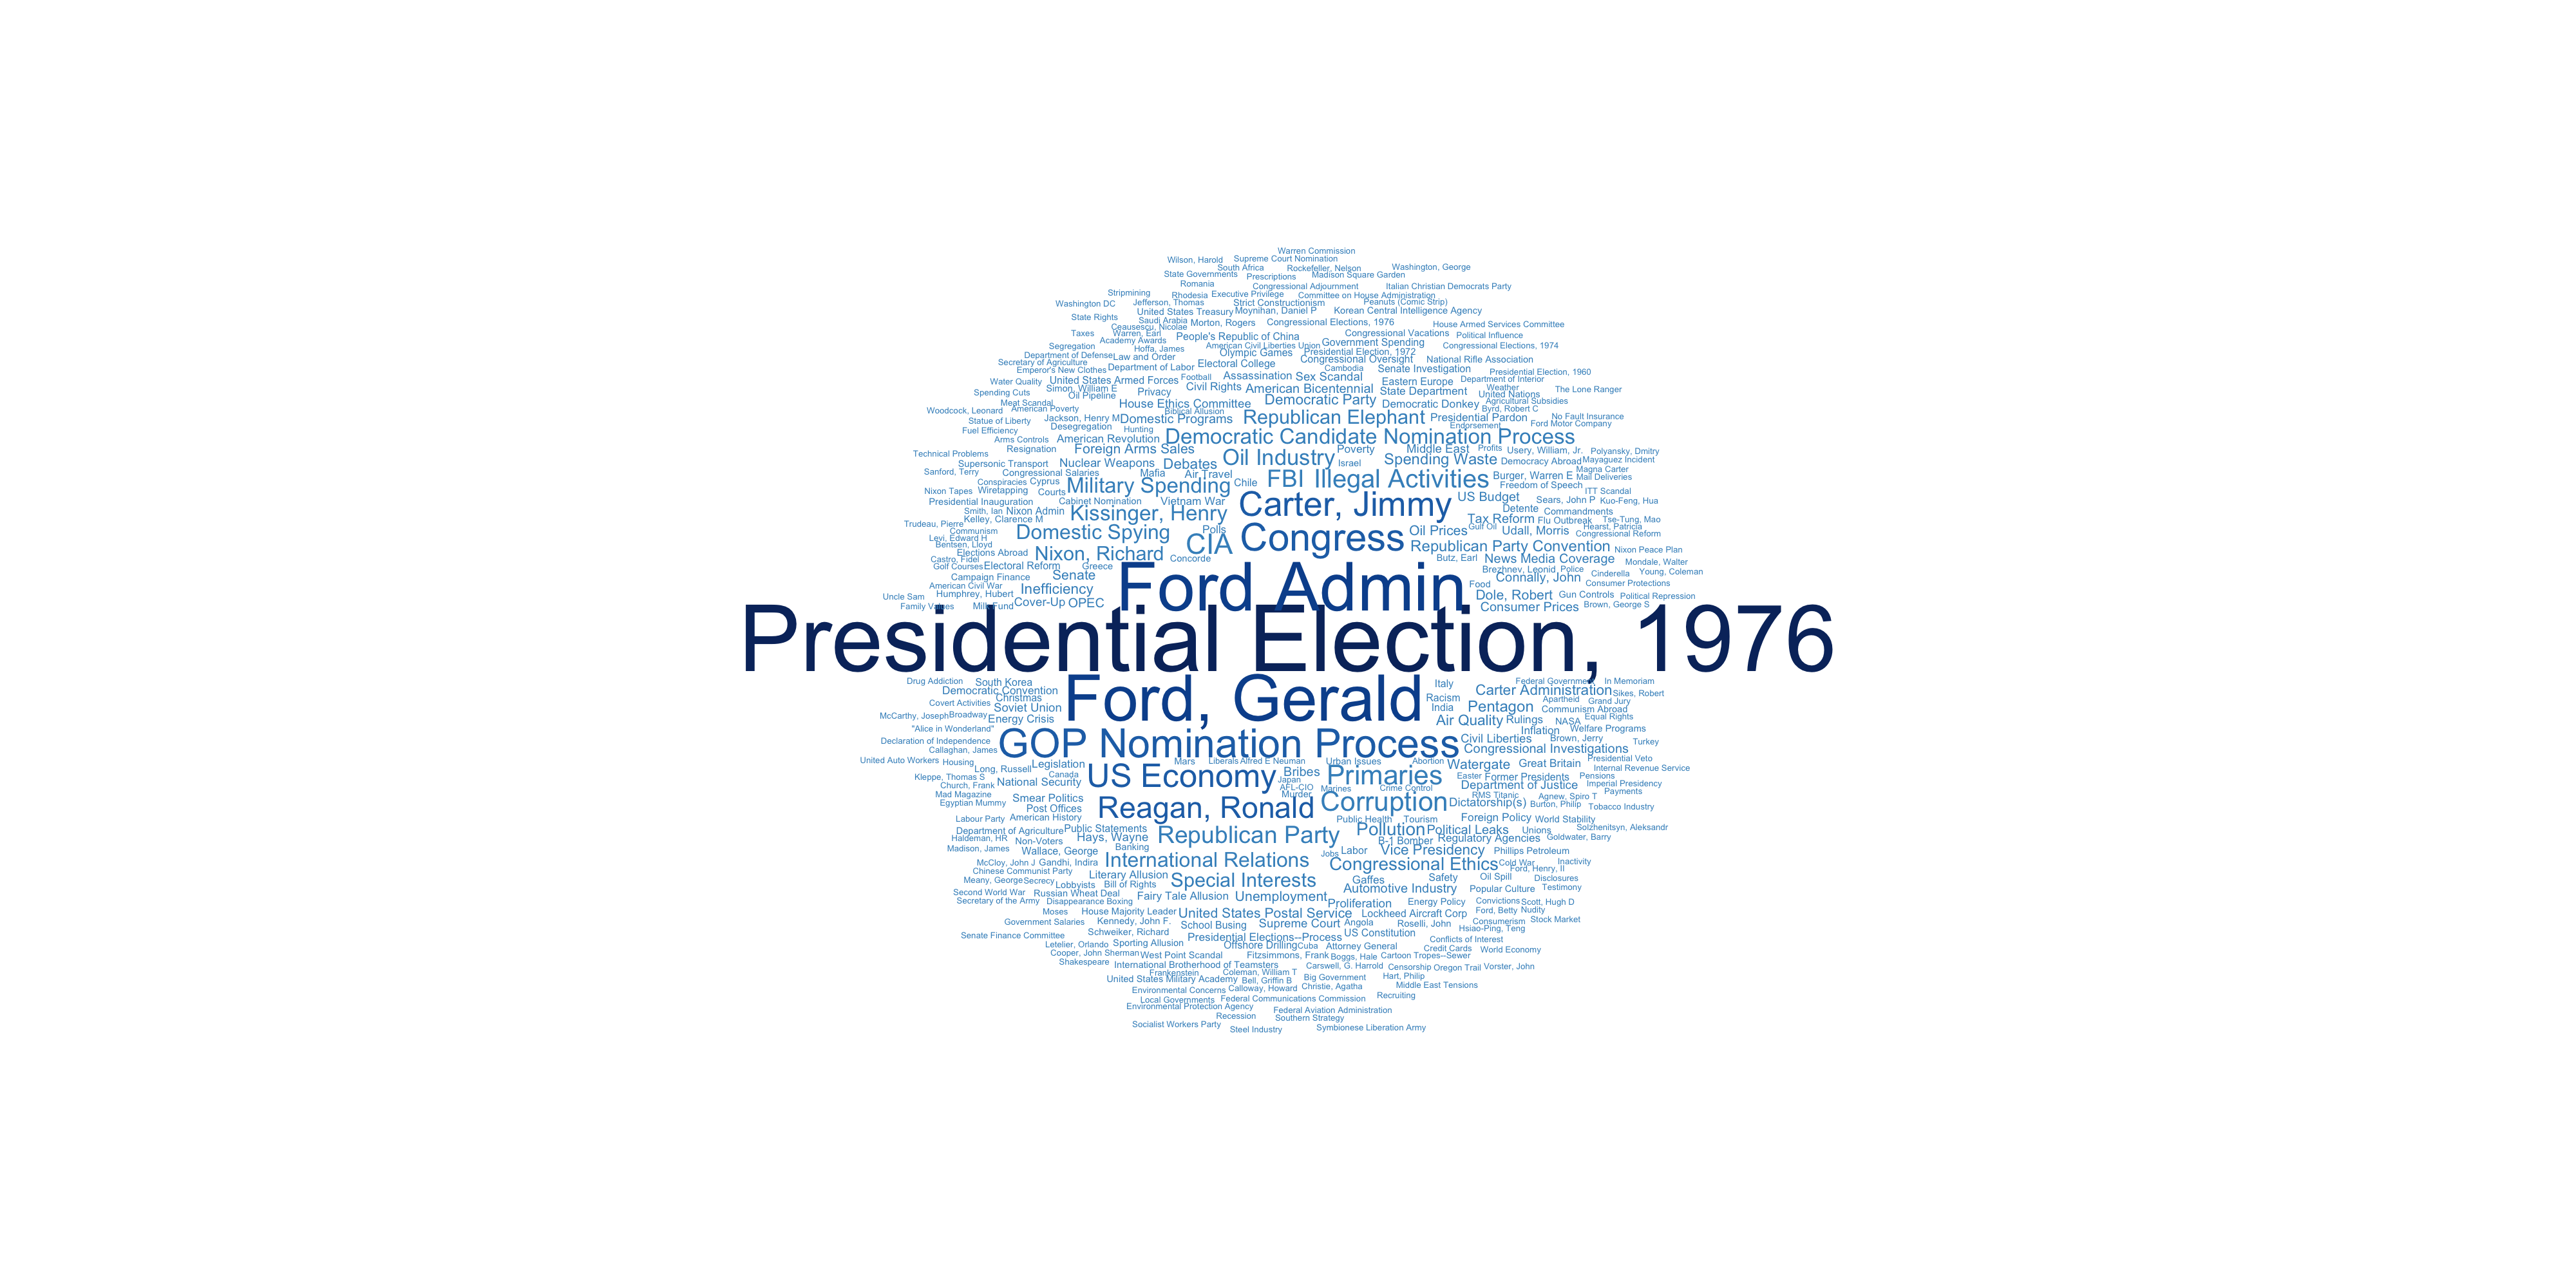 Warren Commission
Wilson, Harold Supreme Court Nomination
South Africa Rockefeller, Nelson Washington, George
State Governments Prescriptions Madison Square Garden
Romania Congressional Adjournment Italian Christian Democrats Party
Stripmining Rhodesia Executive Privilege Committee on House Administration
Washington DC Jefferson, Thomas Strict Constructionism Peanuts (Comic Strip)
United States Treasury Moynihan, Daniel P Korean Central Intelligence Agency
State Rights Saudi Arabia Morton, Rogers Congressional Elections, 1976 House Armed Services Committee
Ceausescu, Nicolae
Taxes Warren, Earl People's Republic of China Congressional Vacations Political Influence
Academy Awards American Civil Liberties Union Government Spending Congressional Elections, 1974
Segregation Hoffa, James Olympic Games Presidential Election, 1972
Department of Defense Law and Order Congressional Oversight National Rifle Association
Secretary of Agriculture Department of Labor Electoral College Cambodia Senate Investigation
Emperor's New Clothes Football Assassination Sex Scandal Presidential Election, 1960
Water Quality United States Armed Forces Civil Rights Eastern Europe Department of Interior
Simon, William E Privacy American Bicentennial State Department Weather The Lone Ranger
Spending Cuts Oil Pipeline United Nations
Meat Scandal House Ethics Committee Democratic Party Democratic Donkey Agricultural Subsidies
Woodcock, Leonard American Poverty Biblical Allusion Byrd, Robert C
Statue of Liberty Jackson, Henry M Domestic Programs Republican Elephant Presidential Pardon No Fault Insurance
Fuel Efficiency Desegregation Hunting Endorsement Ford Motor Company
Arms Controls American Revolution Democratic Candidate Nomination Process
Technical Problems Resignation Foreign Arms Sales Poverty Middle East Profits Usery, William, Jr. Polyansky, Dmitry
Supersonic Transport Nuclear Weapons Debates Oil Industry Israel Spending Waste Democracy Abroad Mayaguez Incident
Sanford, Terry Congressional Salaries Mafia Air Travel Magna Carter
Conspiracies Cyprus Military Spending Chile FBI Illegal Activities Burger, Warren E Mail Deliveries
Nixon Tapes Wiretapping Courts Freedom of Speech ITT Scandal
Presidential Inauguration Cabinet Nomination Vietnam War Carter, Jimmy US Budget Sears, John P Kuo-Feng, Hua
Smith, Ian Nixon Admin Kissinger, Henry Detente Commandments
Trudeau, Pierre Kelley, Clarence M Tax Reform Flu Outbreak Tse-Tung, Mao
Communism Domestic Spying Polls Congress Oil Prices Gulf Oil Udall, Morris Hearst, Patricia
Levi, Edward H Congressional Reform
Bentsen, Lloyd CIA Republican Party Convention Nixon Peace Plan
Elections Abroad Nixon, Richard Concorde Butz, Earl News Media Coverage Mondale, Walter
Castro, Fidel
Golf Courses Electoral Reform Greece Brezhnev, Leonid Police Cinderella Young, Coleman
Campaign Finance Senate Ford Admin Connally, John
American Civil War Inefficiency Food Consumer Protections
Uncle Sam Humphrey, Hubert Dole, Robert Gun Controls Political Repression
Family Values Milk Fund Cover-Up OPEC Consumer Prices Brown, George S
Presidential Election, 1976
Drug Addiction South Korea Italy Federal Government In Memoriam
Democratic Convention Carter Administration Sikes, Robert
Christmas Racism Apartheid Grand Jury
Covert Activities Soviet Union Ford, Gerald India Pentagon Communism Abroad
McCarthy, Joseph Broadway Energy Crisis Air Quality Rulings NASA Equal Rights
"Alice in Wonderland" Inflation Welfare Programs
Declaration of Independence GOP Nomination Process Civil Liberties Brown, Jerry Turkey
Callaghan, James Congressional Investigations
United Auto Workers Housing Legislation Mars Liberals Alfred E Neuman Urban Issues Abortion Watergate Great Britain Presidential Veto
Long, Russell Internal Revenue Service
Kleppe, Thomas S Canada US Economy Bribes Primaries Easter Former Presidents Pensions
Church, Frank National Security Japan Department of Justice Imperial Presidency
Mad Magazine AFL-CIO Marines Crime Control RMS Titanic Payments
Egyptian Mummy Smear Politics Murder Dictatorship(s) Agnew, Spiro T
Post Offices Reagan, Ronald Corruption Burton, Philip Tobacco Industry
Labour Party American History Public Health Tourism Foreign Policy World Stability
Department of Agriculture Public Statements Pollution Political Leaks Unions Solzhenitsyn, Aleksandr
Haldeman, HR Non-Voters Hays, Wayne Republican Party B-1 Bomber Regulatory Agencies Goldwater, Barry
Madison, James Wallace, George Banking Jobs Labor Vice Presidency Phillips Petroleum
McCloy, John J Gandhi, Indira International Relations Congressional Ethics Cold War Inactivity
Chinese Communist Party Ford, Henry, II
Meany, George Secrecy Literary Allusion Gaffes Safety Oil Spill Disclosures
Lobbyists Bill of Rights Special Interests Automotive Industry Popular Culture Testimony
Second World War Russian Wheat Deal Fairy Tale Allusion Unemployment
Secretary of the Army Disappearance Boxing Proliferation Energy Policy Convictions Scott, Hugh D
Moses House Majority Leader United States Postal Service Lockheed Aircraft Corp Ford, Betty Nudity
Government Salaries Kennedy, John F. School Busing Supreme Court Angola Roselli, John Consumerism Stock Market
Senate Finance Committee Schweiker, Richard Presidential Elections--Process US Constitution Hsiao-Ping, Teng
Letelier, Orlando Sporting Allusion Offshore Drilling Cuba Attorney General Conflicts of Interest
Cooper, John Sherman West Point Scandal Fitzsimmons, Frank Boggs, Hale Cartoon Tropes--Sewer Credit Cards World Economy
Shakespeare International Brotherhood of Teamsters Carswell, G. Harrold Censorship Oregon Trail Vorster, John
Frankenstein Coleman, William T
United States Military Academy Bell, Griffin B Big Government Hart, Philip
Environmental Concerns Calloway, Howard Christie, Agatha Middle East Tensions
Local Governments Federal Communications Commission Recruiting
Environmental Protection Agency Federal Aviation Administration
Recession Southern Strategy
Socialist Workers Party Steel Industry Symbionese Liberation Army